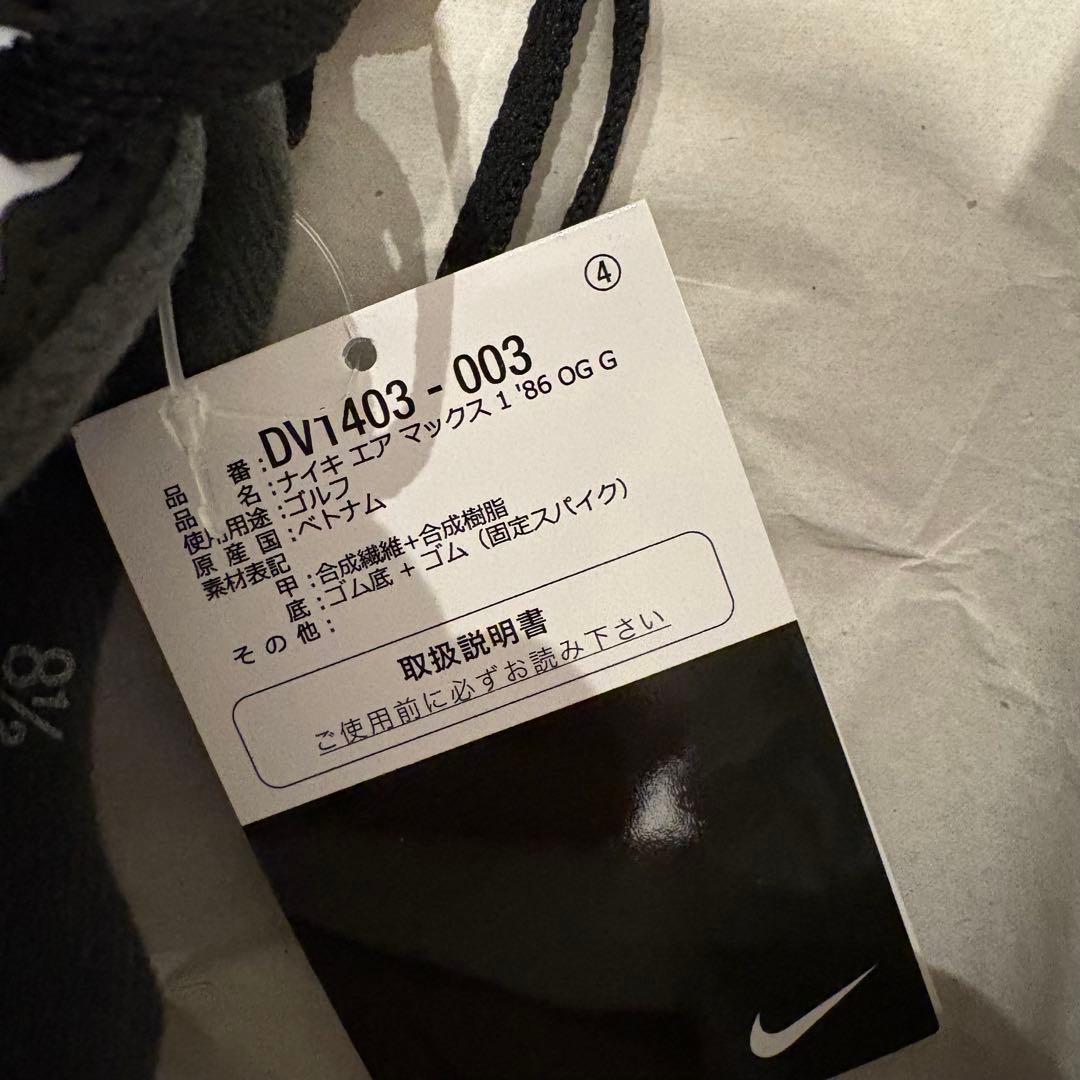 ④
品番:DV1403-003
品名:ナイキ エア マックス 1 '86 OG G
使用用途:ゴルフ
原産国:ベトナム
素材表記
甲:合成繊維+合成樹脂
底:ゴム底 + ゴム (固定スパイク)
その他:
取扱説明書
ご使用前に必ずお読み下さい